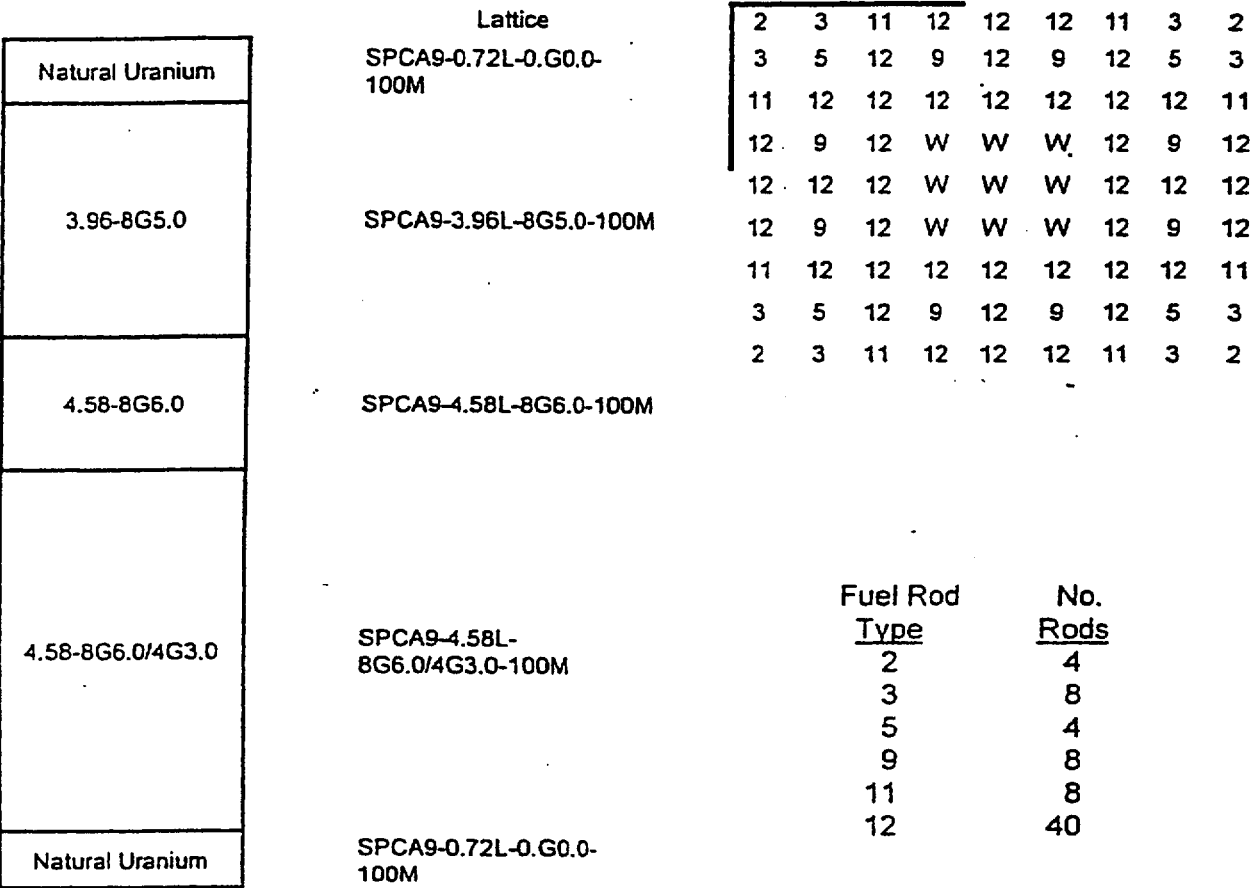 Lattice
Natural Uranium
SPCA9-0.72L-0.G0.0-
100M
3.96-8G5.0
SPCA9-3.96L-8G5.0-100M
4.58-8G6.0
SPCA9-4.58L-8G6.0-100M
4.58-8G6.0/4G3.0
SPCA9-4.58L-
8G6.0/4G3.0-100M
Natural Uranium
SPCA9-0.72L-0.G0.0-
100M
2 3 11 12 12 12 11 3 2
3 5 12 9 12 9 12 5 3
11 12 12 12 12 12 12 12 11
12 9 12 W W W 12 9 12
12 12 12 W W W 12 12 12
12 9 12 W W W 12 9 12
11 12 12 12 12 12 12 12 11
3 5 12 9 12 9 12 5 3
2 3 11 12 12 12 11 3 2
Fuel Rod No.
Type Rods
2 4
3 8
5 4
9 8
11 8
12 40